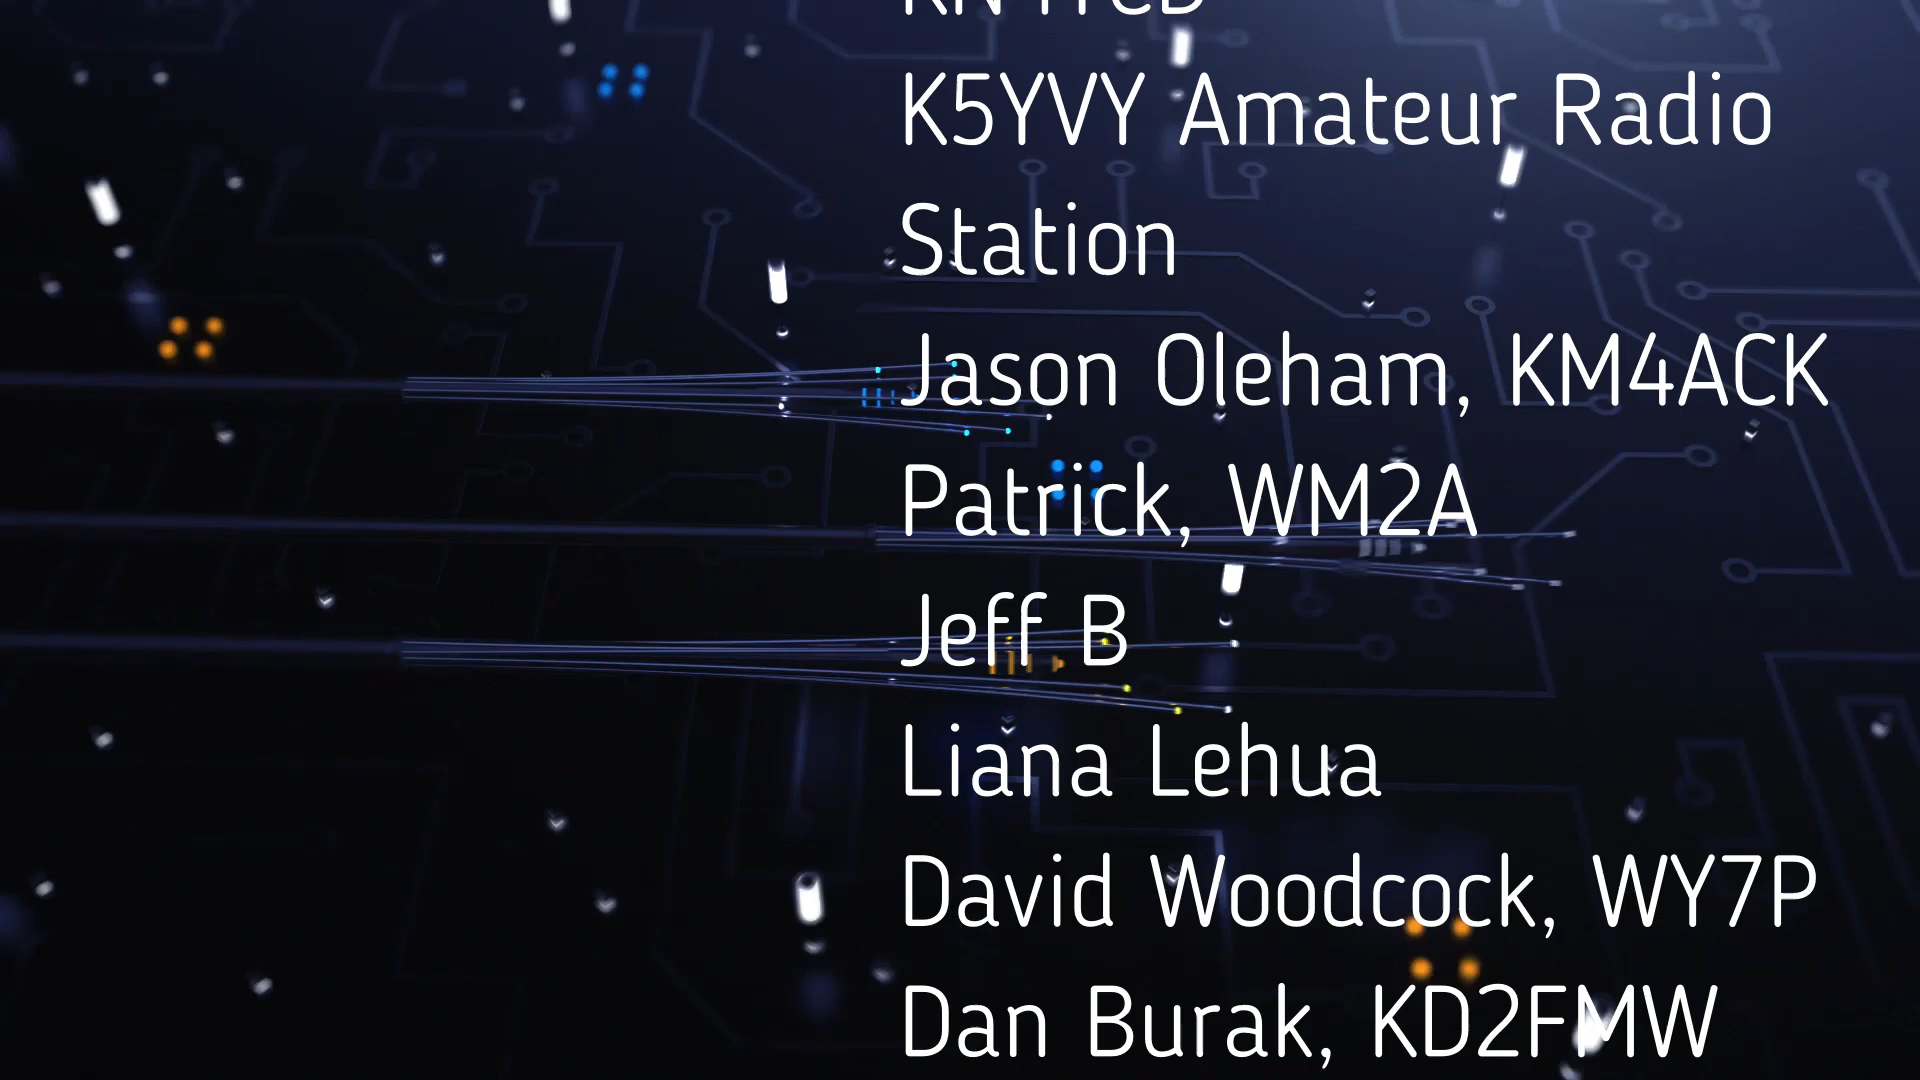 K5YVY Amateur Radio
Station
Jason Oleham, KM4ACK
Patrick, WM2A
Jeff B
Liana Lehua
David Woodcock, WY7P
Dan Burak, KD2FMW